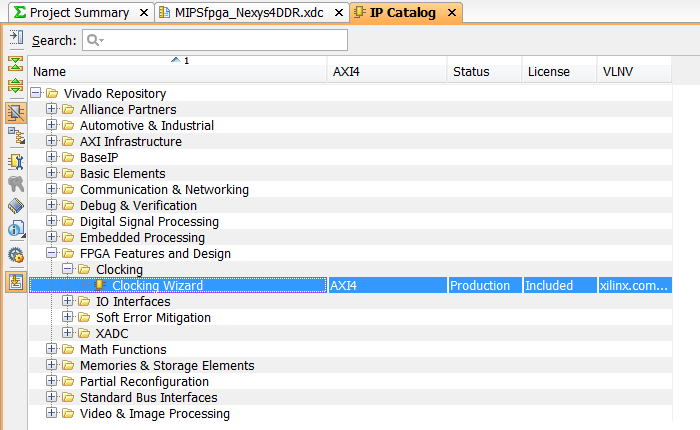 Project Summary MIPSfpga_Nexys4DDR.xdc IP Catalog
Search:
Name 1 AXI4 Status License VLNV
Vivado Repository
Alliance Partners
Automotive & Industrial
AXI Infrastructure
BaseIP
Basic Elements
Communication & Networking
Debug & Verification
Digital Signal Processing
Embedded Processing
FPGA Features and Design
Clocking
Clocking Wizard AXI4 Production Included xilinx.com...
IO Interfaces
Soft Error Mitigation
XADC
Math Functions
Memories & Storage Elements
Partial Reconfiguration
Standard Bus Interfaces
Video & Image Processing